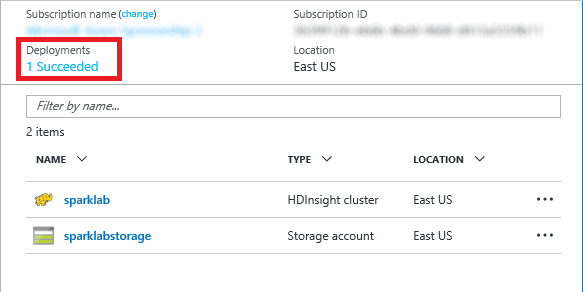 Subscription name (change) Subscription ID
Deployments Location
1 Succeeded East US
Filter by name...
2 items
NAME TYPE LOCATION
sparklab HDInsight cluster East US ...
sparklabstorage Storage account East US ...